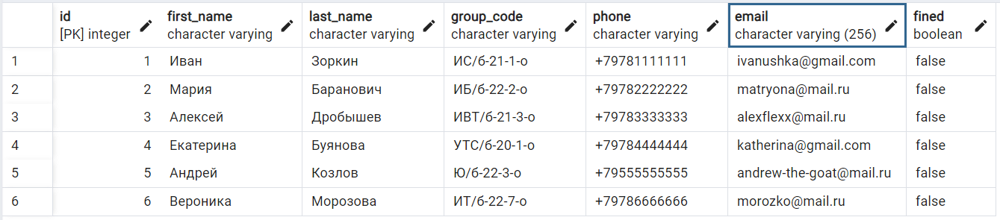 id first_name last_name group_code phone email fined
[PK] integer character varying character varying character varying character varying character varying (256) boolean
1 1 Иван Зоркин ИС/б-21-1-о +79781111111 ivanushka@gmail.com false
2 2 Мария Баранович ИБ/б-22-2-о +79782222222 matryona@mail.ru false
3 3 Алексей Дробышев ИВТ/б-21-3-о +79783333333 alexflexx@mail.ru false
4 4 Екатерина Буянова УТС/б-20-1-о +79784444444 katherina@gmail.com false
5 5 Андрей Козлов Ю/б-22-3-о +79555555555 andrew-the-goat@mail.ru false
6 6 Вероника Морозова ИТ/б-22-7-о +79786666666 morozko@mail.ru false